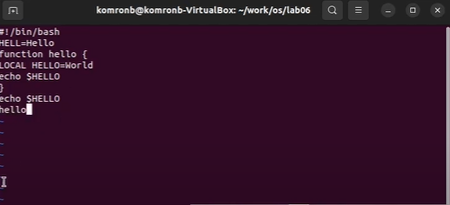 komronb@komronb-VirtualBox: ~/work/os/lab06
#!/bin/bash
HELL=Hello
function hello {
LOCAL HELLO=World
echo $HELLO
}
echo $HELLO
hello
~
~
~
~
~
~
~